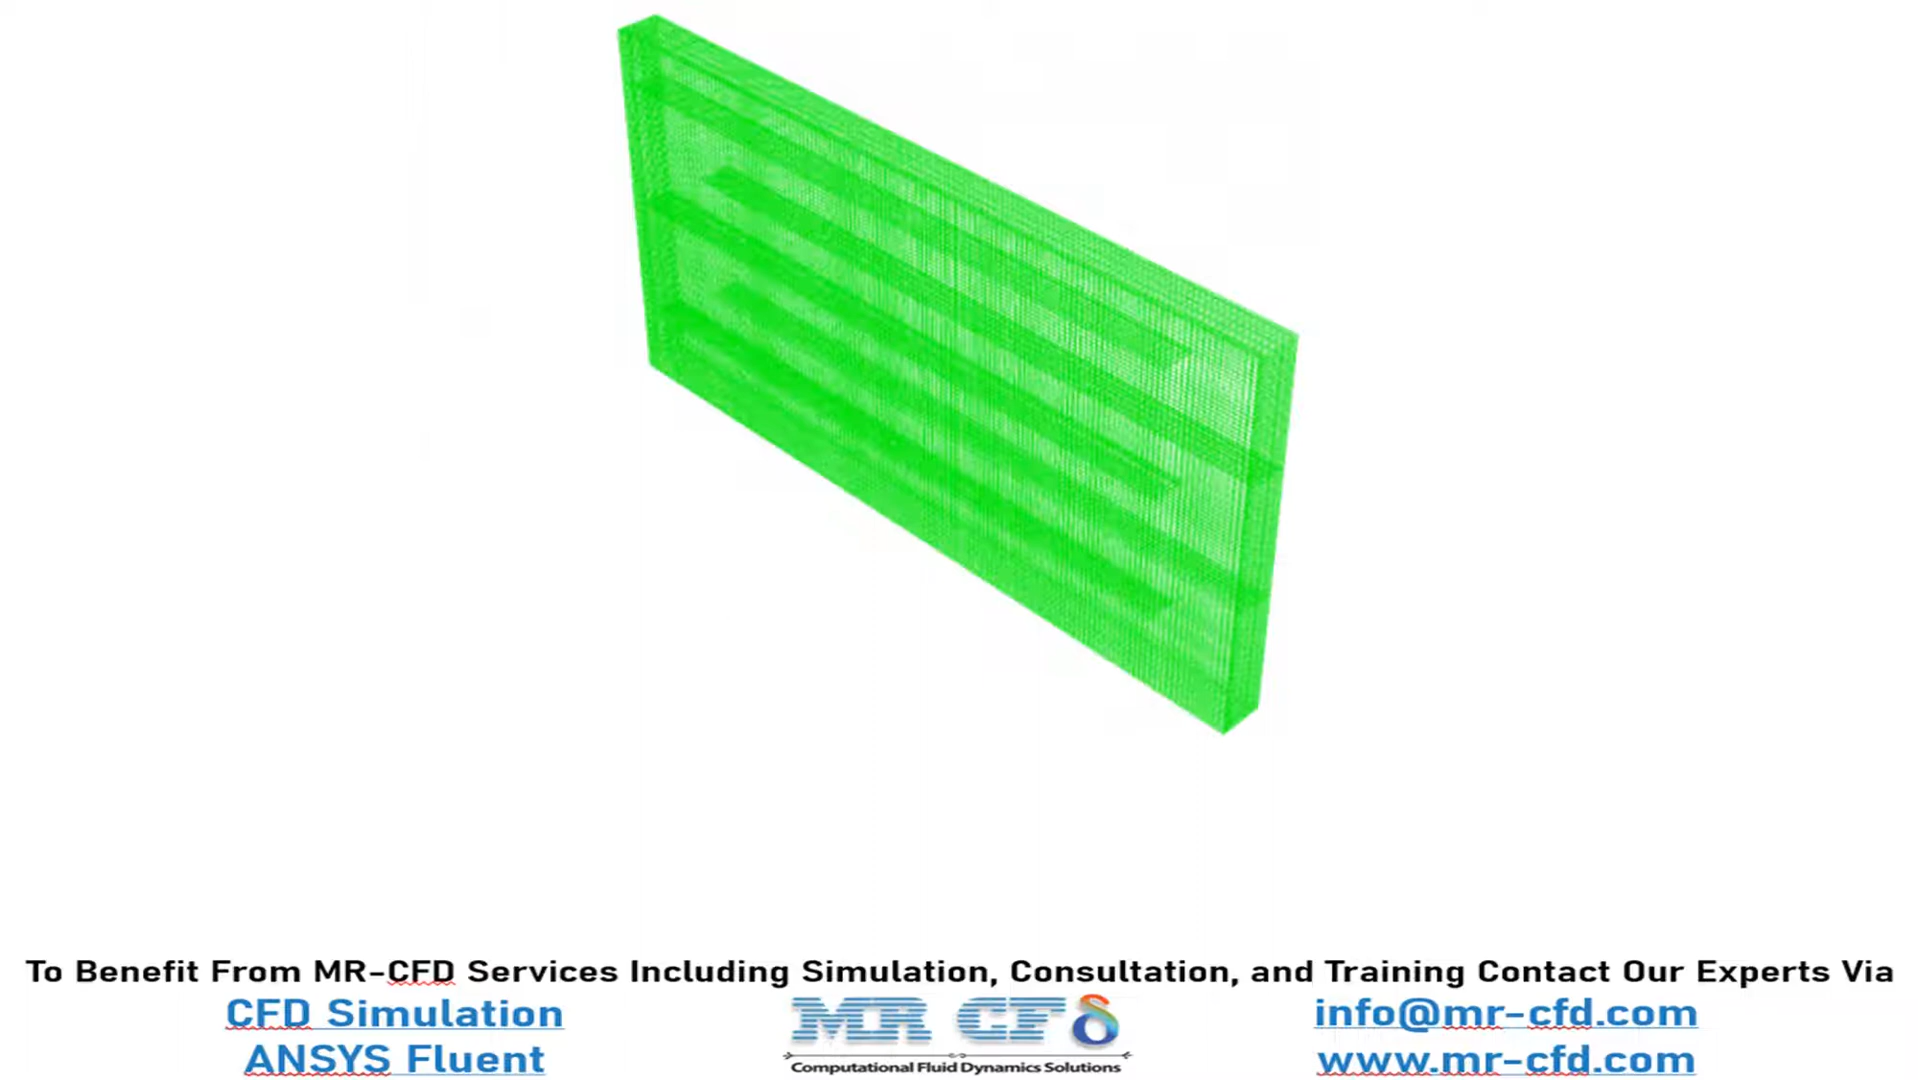 To Benefit From MR-CFD Services Including Simulation, Consultation, and Training Contact Our Experts Via
CFD Simulation
ANSYS Fluent
MR CFδ
Computational Fluid Dynamics Solutions
info@mr-cfd.com
www.mr-cfd.com